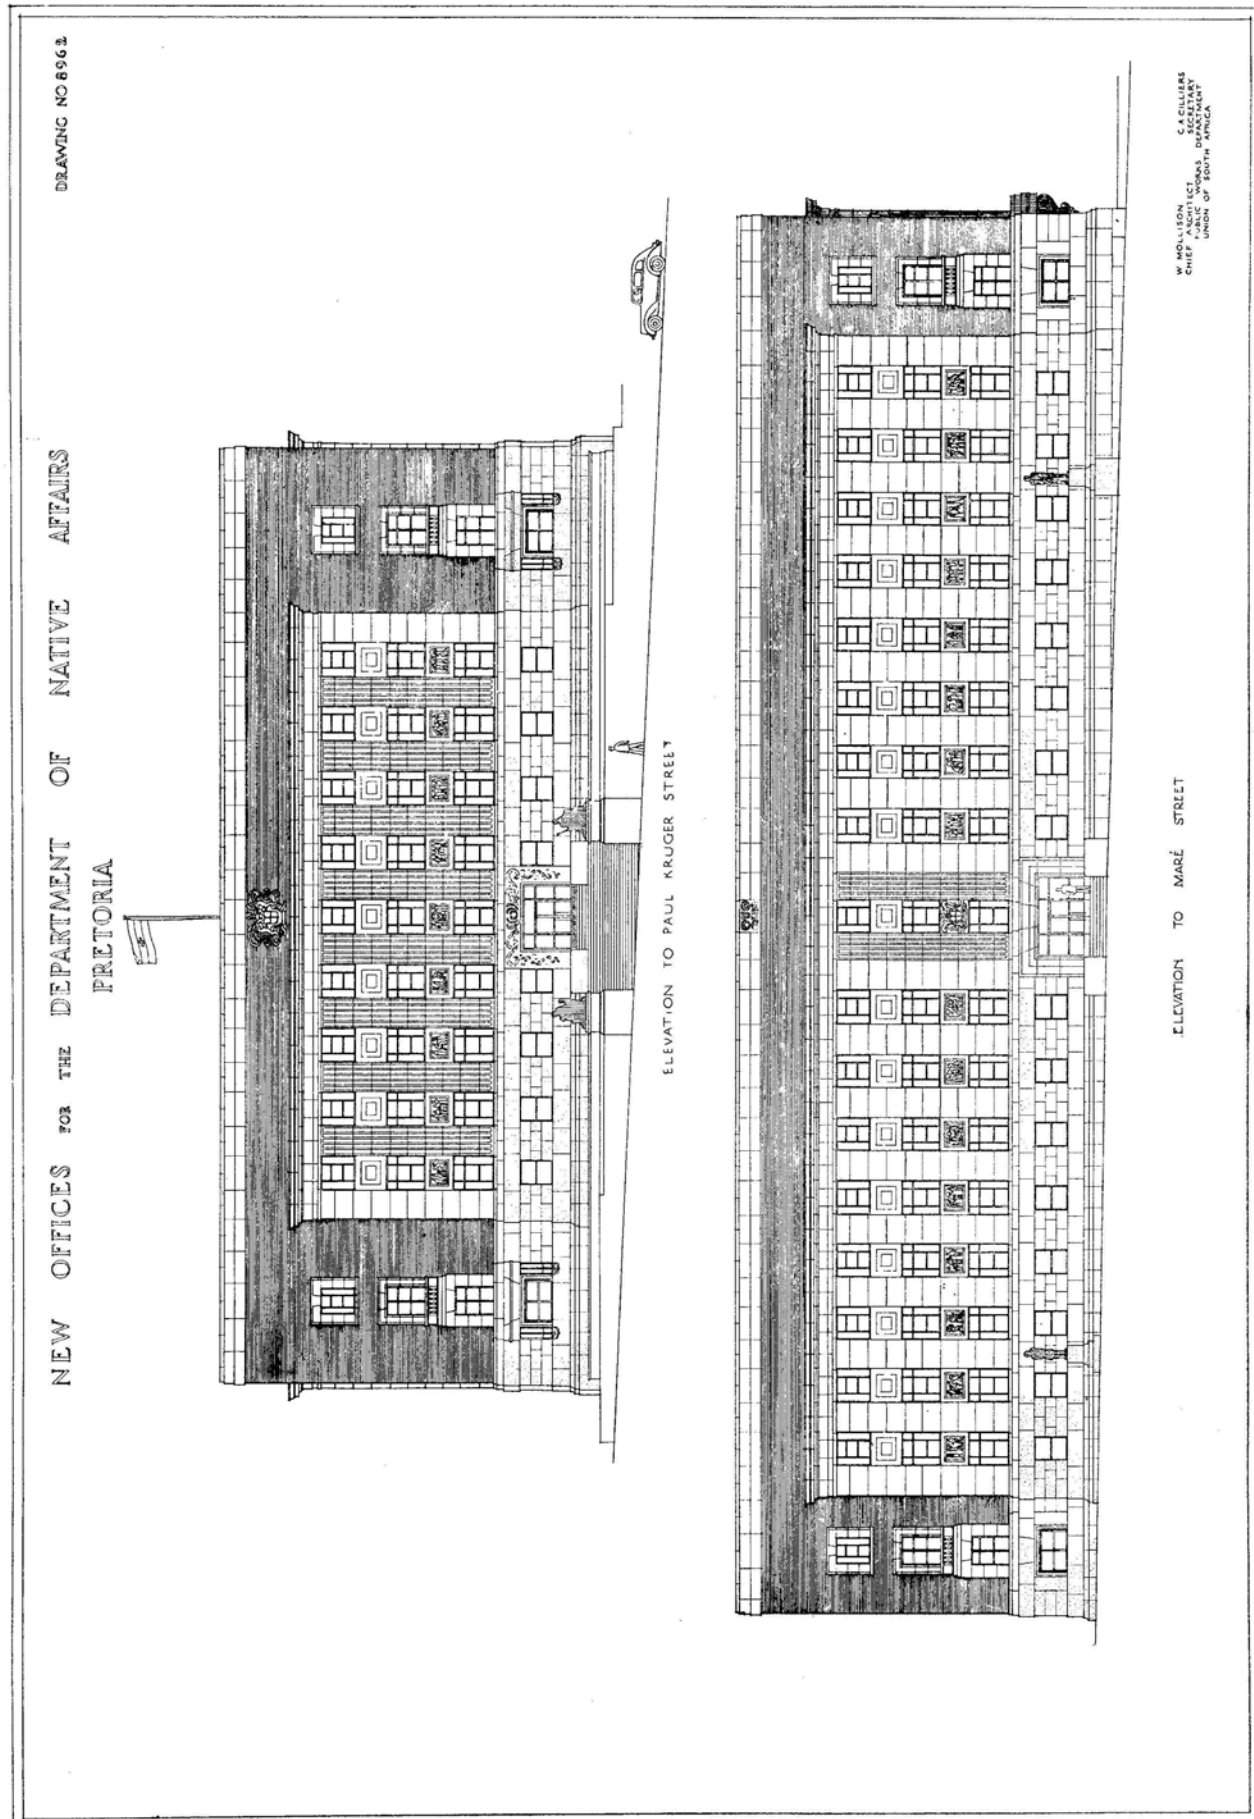 DRAWING NO 8962
NEW OFFICES FOR THE DEPARTMENT OF NATIVE AFFAIRS
PRETORIA
ELEVATION TO PAUL KRUGER STREET
ELEVATION TO MARÉ STREET
W MOLLISON C A CILLIERS
CHIEF ARCHITECT SECRETARY
PUBLIC WORKS DEPARTMENT
UNION OF SOUTH AFRICA